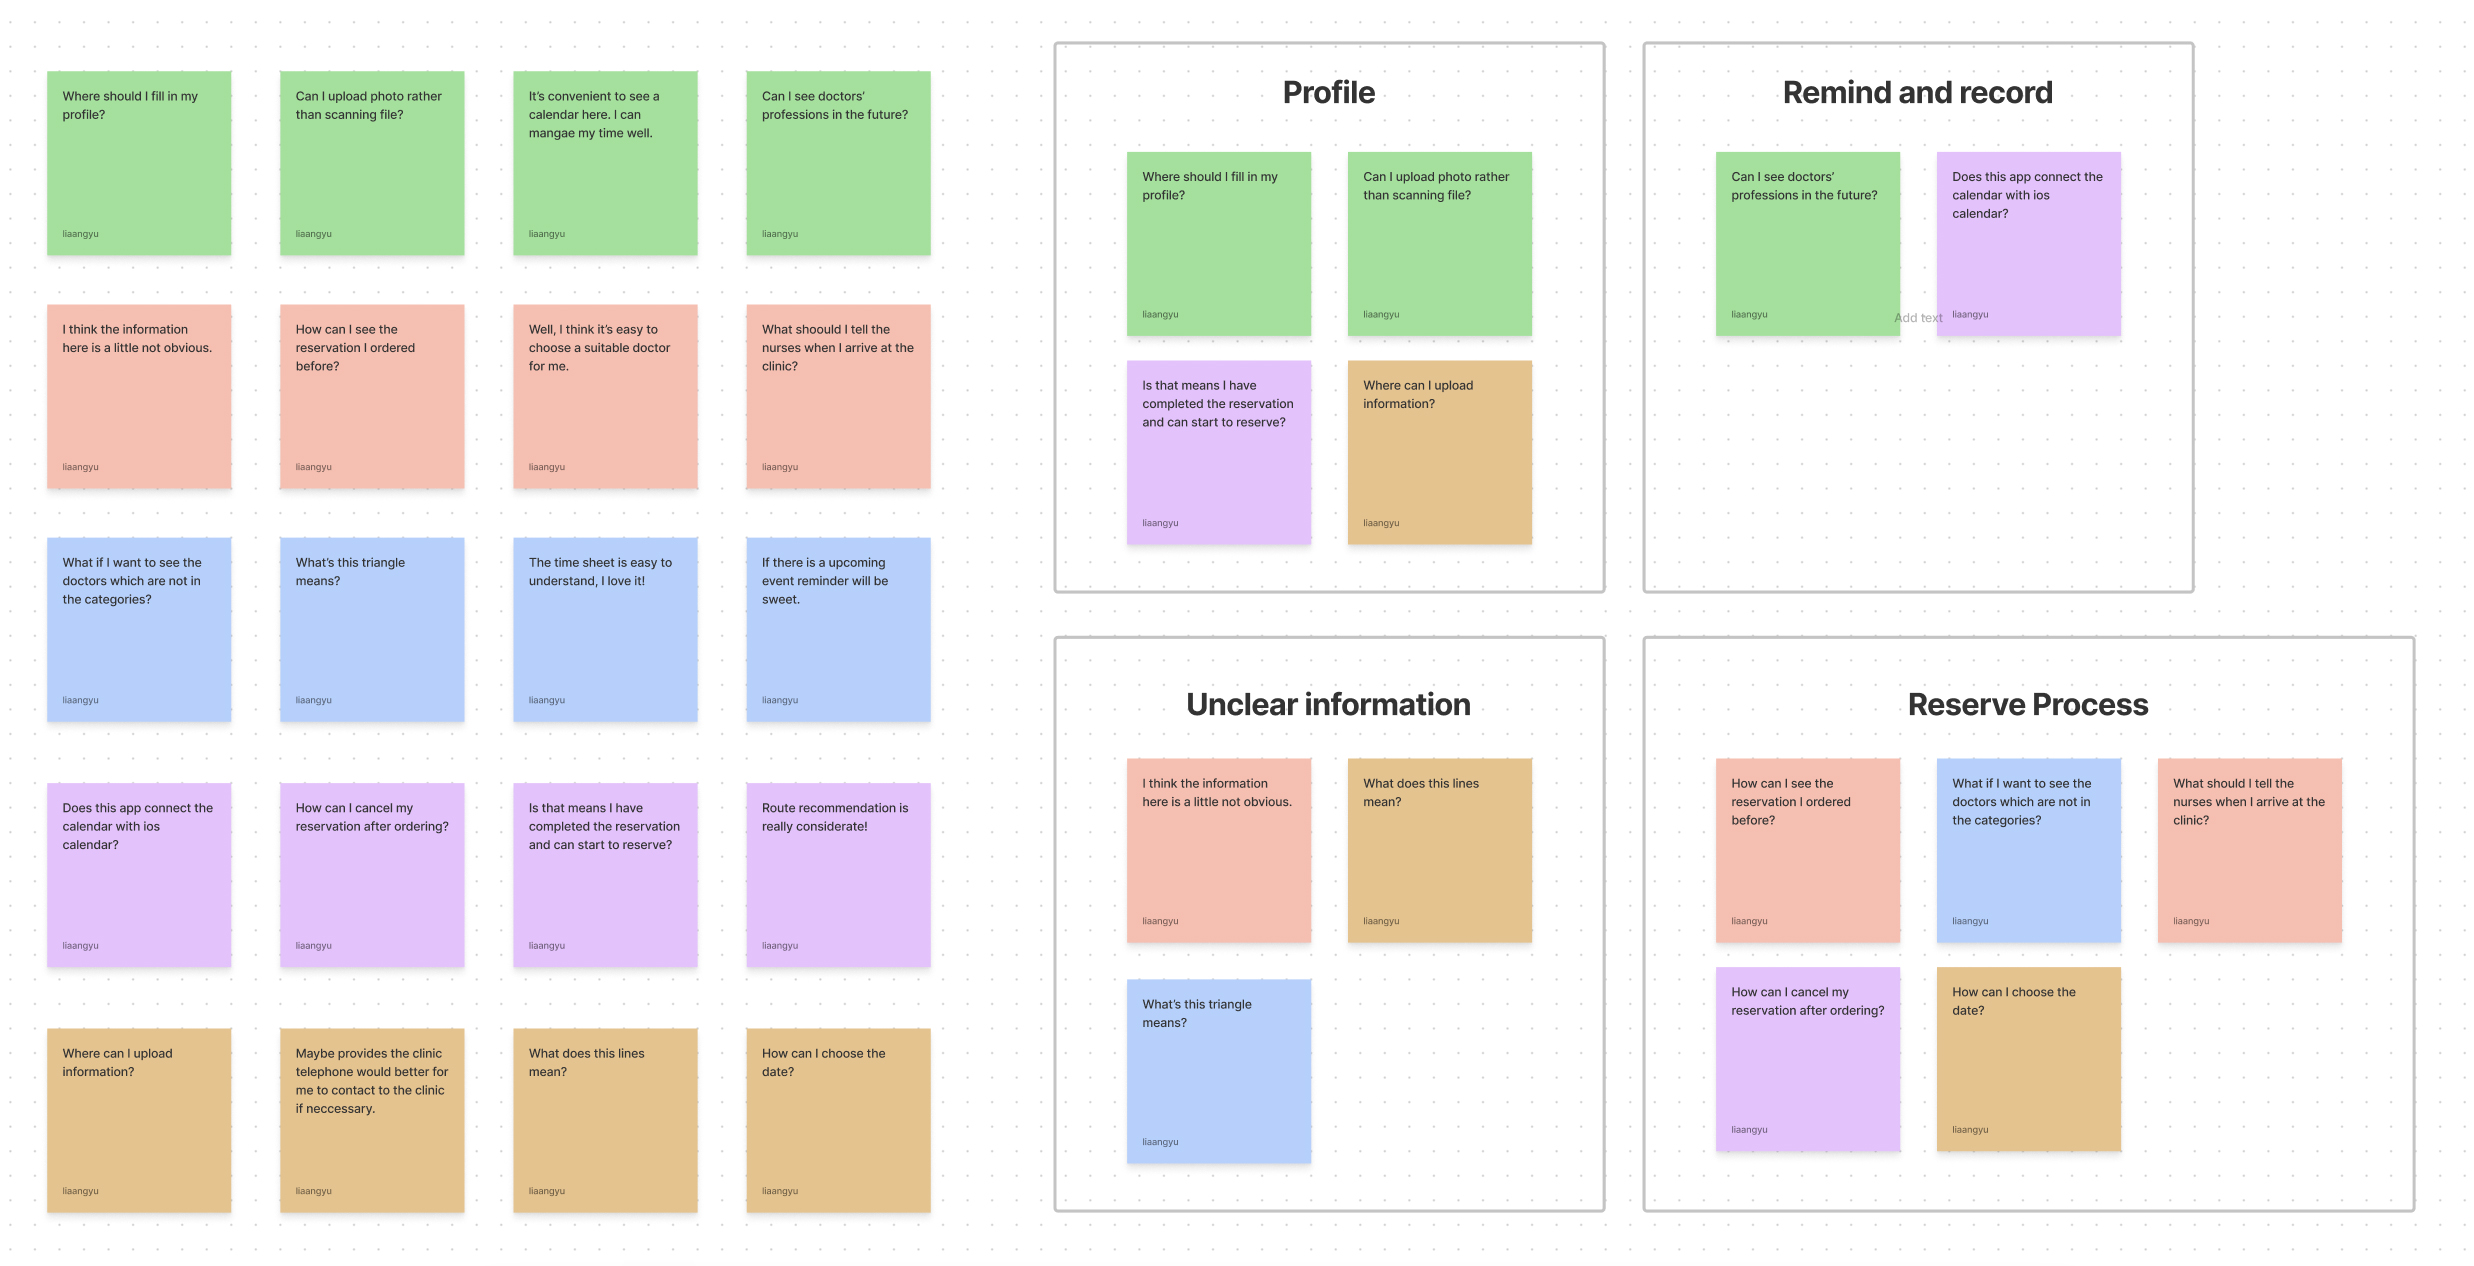 Where should I fill in my
profile?
liaangyu
Can I upload photo rather
than scanning file?
liaangyu
It's convenient to see a
calendar here. I can
mangae my time well.
liaangyu
Can I see doctors'
professions in the future?
liaangyu
I think the information
here is a little not obvious.
liaangyu
How can I see the
reservation I ordered
before?
liaangyu
Well, I think it's easy to
choose a suitable doctor
for me.
liaangyu
What shoould I tell the
nurses when I arrive at the
clinic?
liaangyu
What if I want to see the
doctors which are not in
the categories?
liaangyu
What's this triangle
means?
liaangyu
The time sheet is easy to
understand, I love it!
liaangyu
If there is a upcoming
event reminder will be
sweet.
liaangyu
Does this app connect the
calendar with ios
calendar?
liaangyu
How can I cancel my
reservation after ordering?
liaangyu
Is that means I have
completed the reservation
and can start to reserve?
liaangyu
Route recommendation is
really considerate!
liaangyu
Where can I upload
information?
liaangyu
Maybe provides the clinic
telephone would better for
me to contact to the clinic
if neccessary.
liaangyu
What does this lines
mean?
liaangyu
How can I choose the
date?
liaangyu
Profile
Where should I fill in my
profile?
liaangyu
Can I upload photo rather
than scanning file?
liaangyu
Is that means I have
completed the reservation
and can start to reserve?
liaangyu
Where can I upload
information?
liaangyu
Remind and record
Can I see doctors'
professions in the future?
liaangyu
Add text
Does this app connect the
calendar with ios
calendar?
liaangyu
Unclear information
I think the information
here is a little not obvious.
liaangyu
What does this lines
mean?
liaangyu
What's this triangle
means?
liaangyu
Reserve Process
How can I see the
reservation I ordered
before?
liaangyu
What if I want to see the
doctors which are not in
the categories?
liaangyu
What should I tell the
nurses when I arrive at the
clinic?
liaangyu
How can I cancel my
reservation after ordering?
liaangyu
How can I choose the
date?
liaangyu